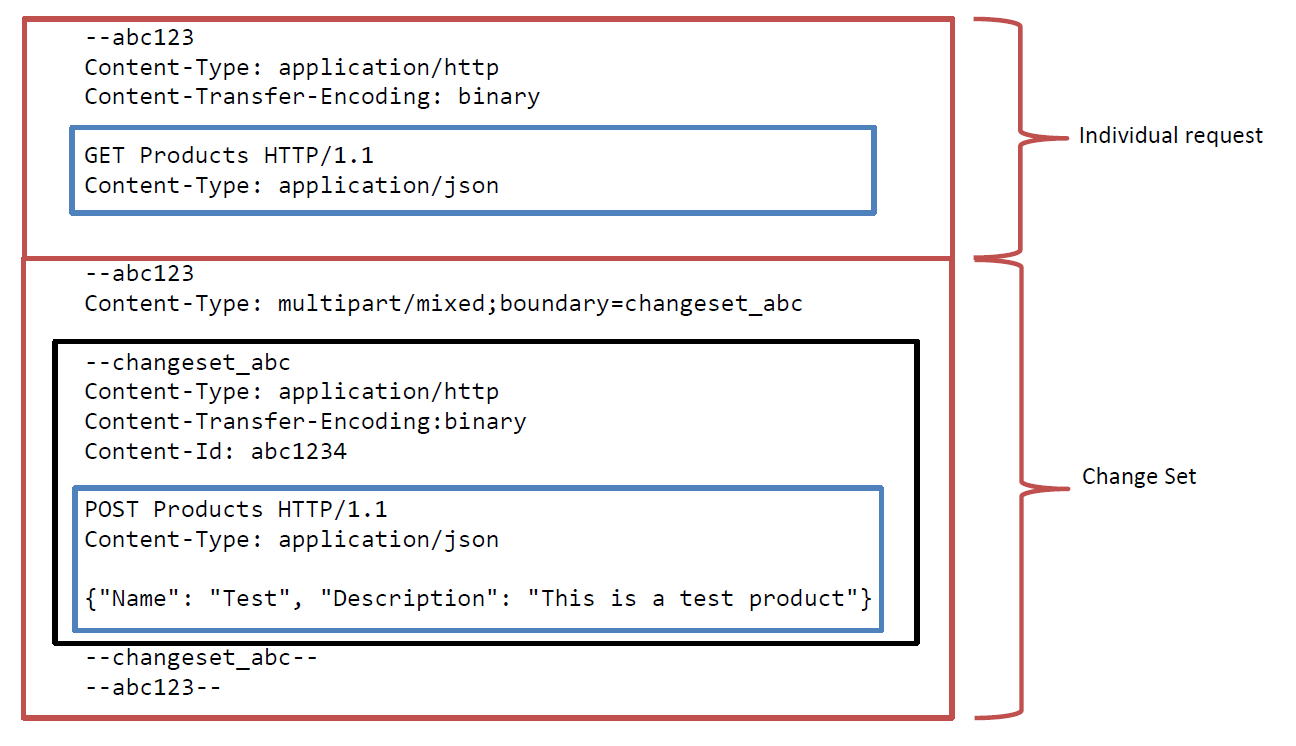 --abc123
Content-Type: application/http
Content-Transfer-Encoding: binary
GET Products HTTP/1.1
Content-Type: application/json
Individual request
--abc123
Content-Type: multipart/mixed;boundary=changeset_abc
--changeset_abc
Content-Type: application/http
Content-Transfer-Encoding:binary
Content-Id: abc1234
POST Products HTTP/1.1
Content-Type: application/json
{"Name": "Test", "Description": "This is a test product"}
--changeset_abc--
--abc123--
Change Set